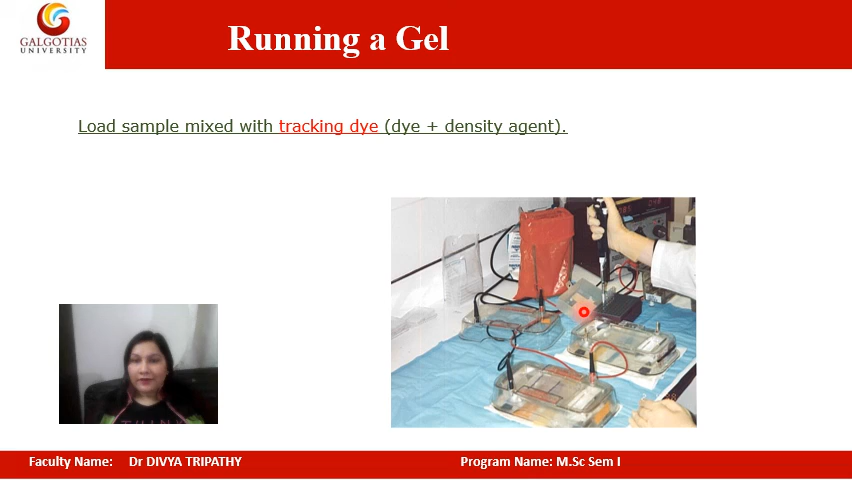 GALGOTIAS
UNIVERSITY
Running a Gel
Load sample mixed with tracking dye (dye + density agent).
Faculty Name: Dr DIVYA TRIPATHY
Program Name: M.Sc Sem I